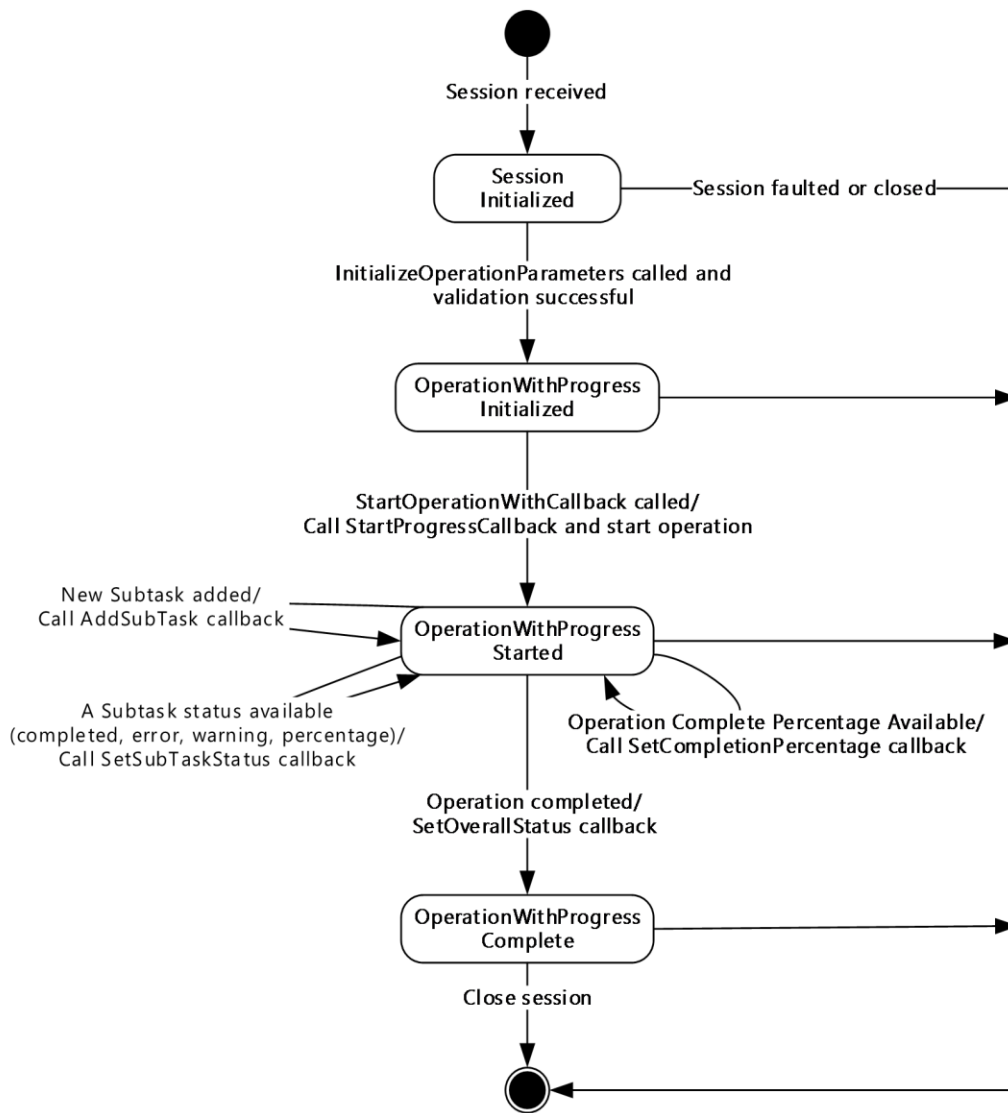 Session received
Session
Initialized
Session faulted or closed
InitializeOperationParameters called and
validation successful
OperationWithProgress
Initialized
StartOperationWithCallback called/
Call StartProgressCallback and start operation
New Subtask added/
Call AddSubTask callback
OperationWithProgress
Started
A Subtask status available
(completed, error, warning, percentage)/
Call SetSubTaskStatus callback
Operation Complete Percentage Available/
Call SetCompletionPercentage callback
Operation completed/
SetOverallStatus callback
OperationWithProgress
Complete
Close session